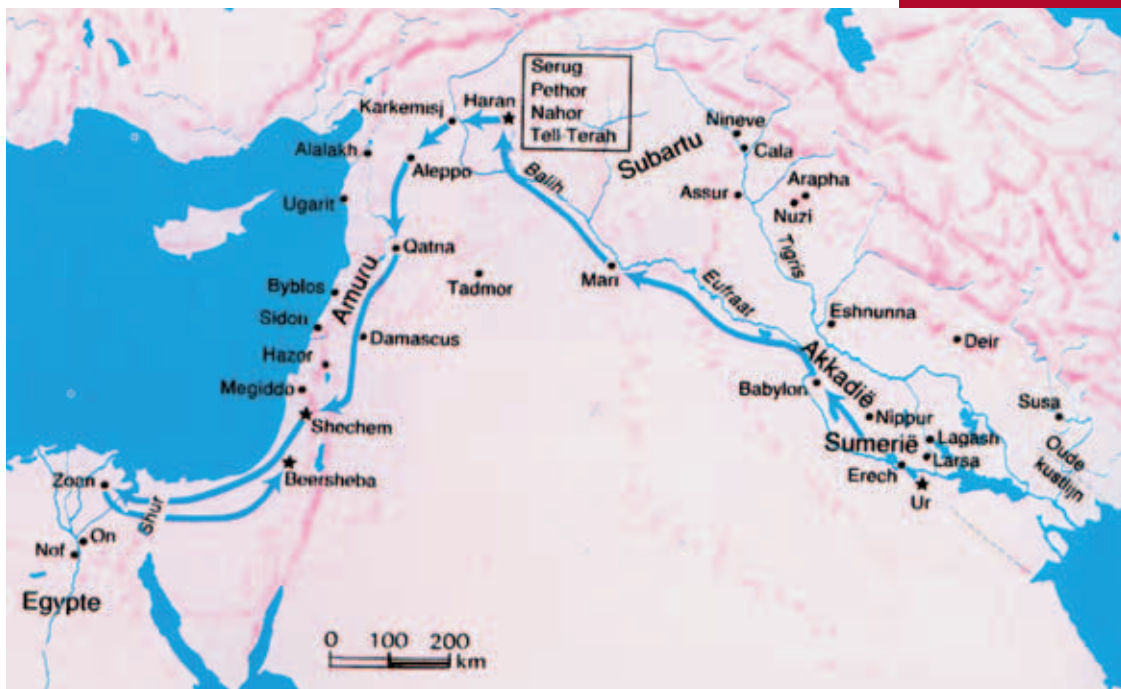 Serug
Pethor
Nahor
Tell-Terah
Haran
Karkemisj
Nineve
Cala
Alalakh
Aleppo
Subartu
Balih
Assur
Arapha
Nuzi
Ugarit
Tigris
Qatna
Mari
Tadmor
Eufraat
Amuru
Byblos
Sidon
Eshnunna
Damascus
Deir
Hazor
Akkadië
Megiddo
Babylon
Shechem
Nippur
Susa
Sumerië
Lagash
Larsa
Oude
kustlijn
Erech
Ur
Beersheba
Zoan
Shur
On
Nof
Egypte
0 100 200
km